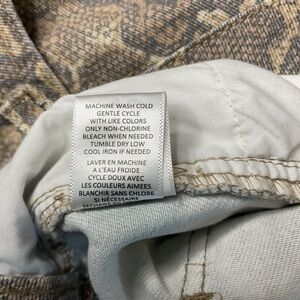 MACHINE WASH COLD
GENTLE CYCLE
WITH LIKE COLORS
ONLY NON-CHLORINE
BLEACH WHEN NEEDED
TUMBLE DRY LOW
COOL IRON IF NEEDED
LAVER EN MACHINE
A L'EAU FROIDE
CYCLE DOUX AVEC
LES COULEURS AIMEES
BLANCHIR SANS CHLORE
SI NÉCESSAIRE